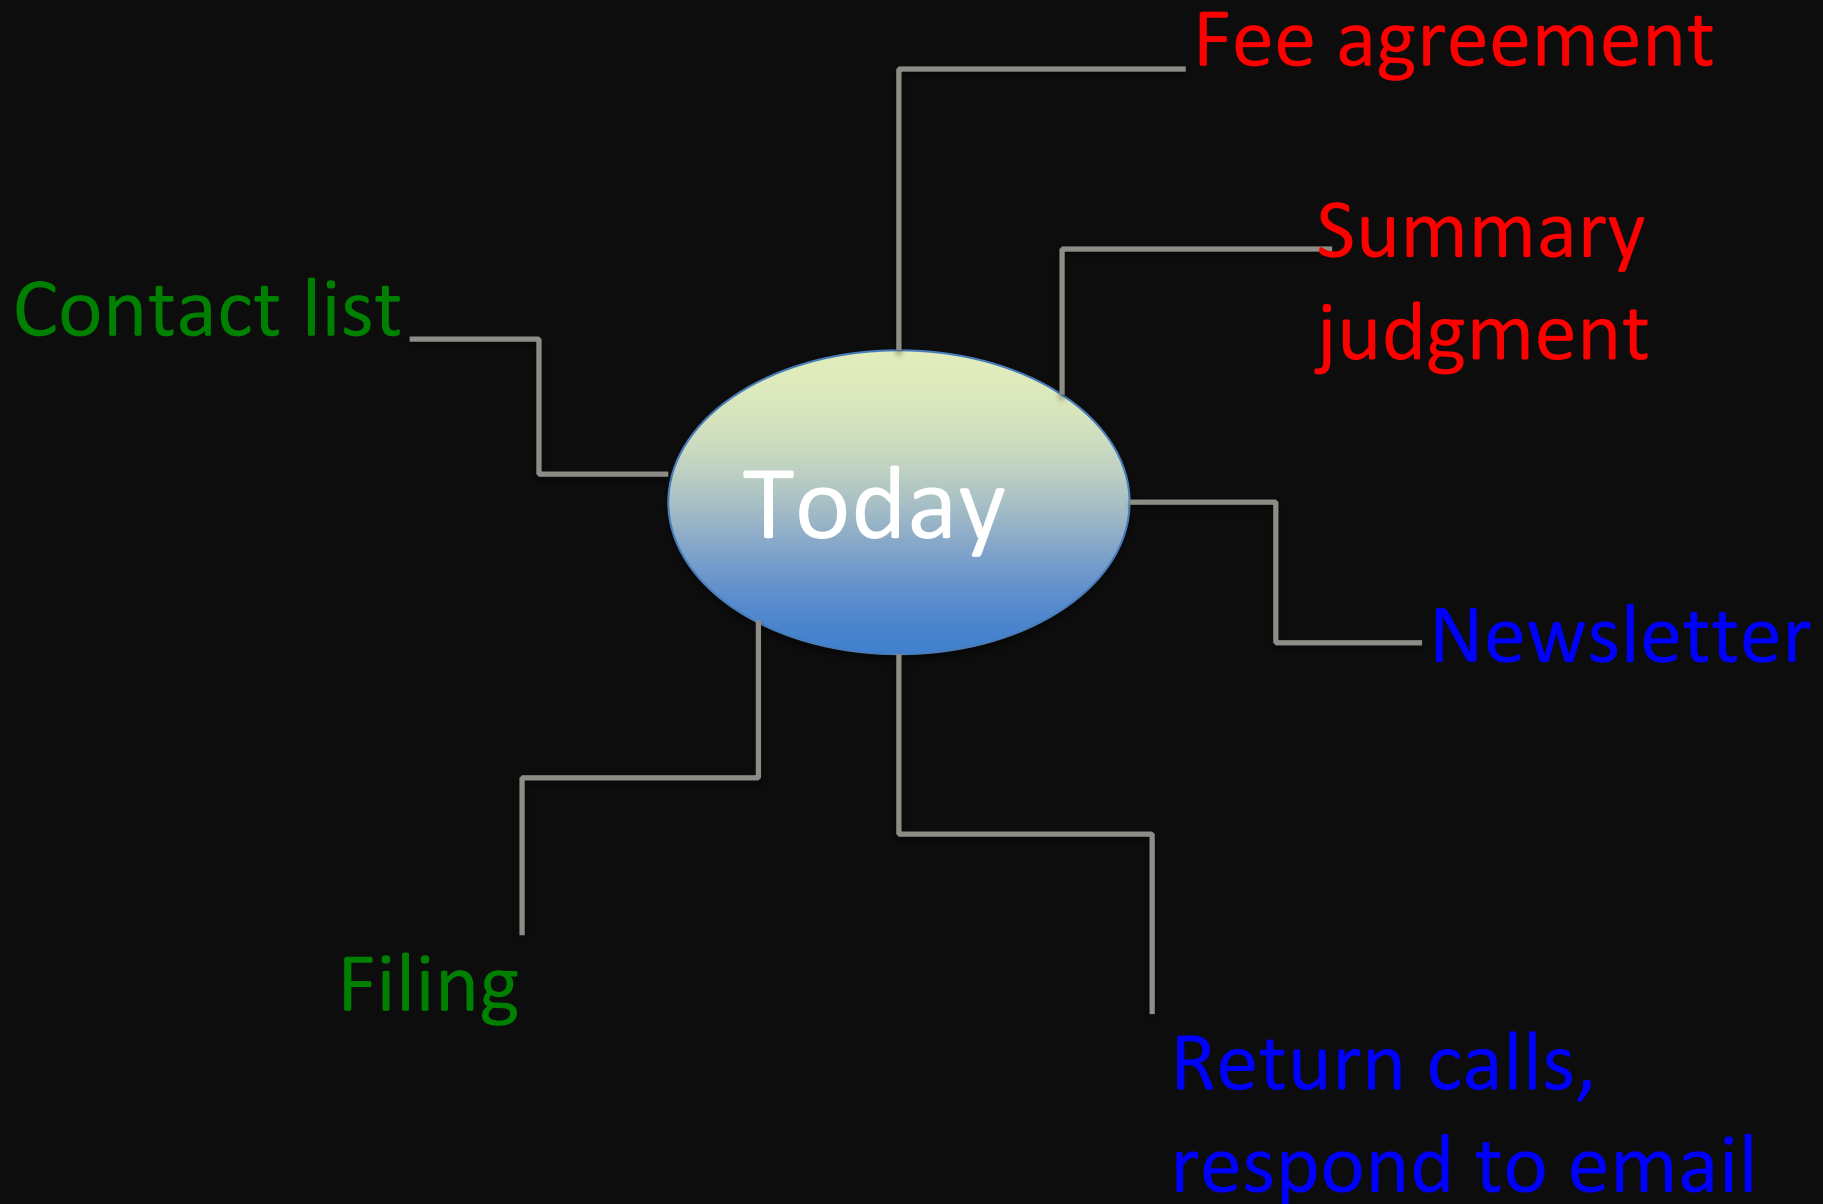 Fee agreement
Summary
judgment
Contact list
Today
Newsletter
Filing
Return calls,
respond to email